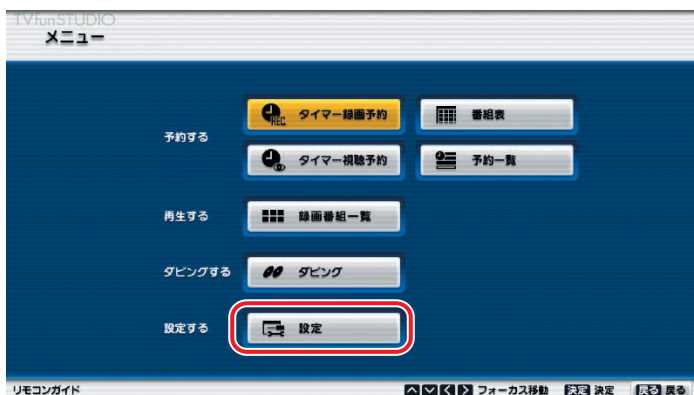 TVfunSTUDIO
メニュー
予約する
REC タイマー録画予約
番組表
タイマー視聴予約
予約一覧
再生する
録画番組一覧
ダビングする
ダビング
設定する
設定
リモコンガイド
フォーカス移動 決定 決定 戻る 戻る